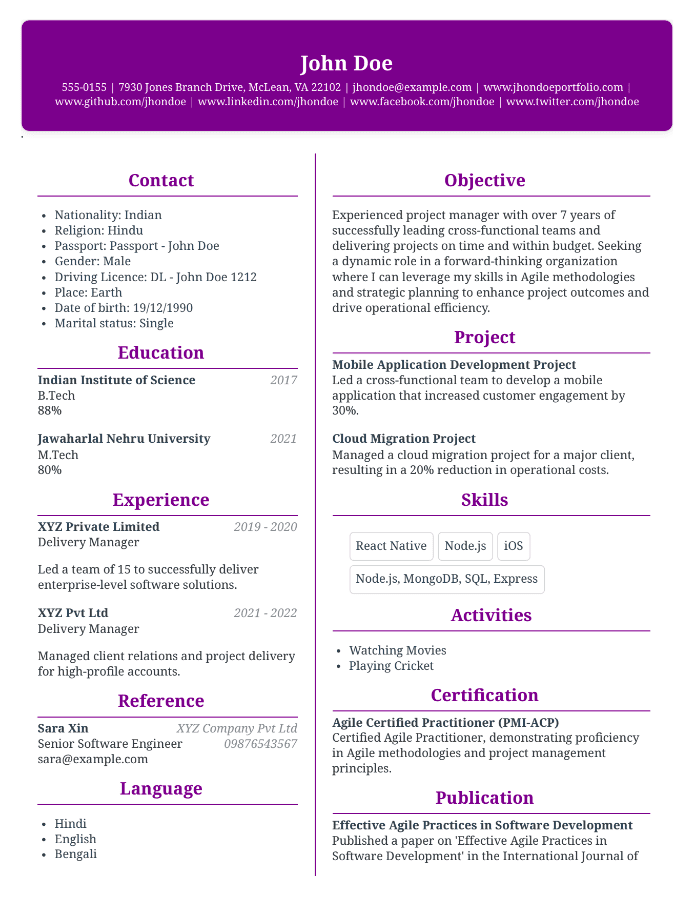 John Doe
555-0155 | 7930 Jones Branch Drive, McLean, VA 22102 | jhondoe@example.com | www.jhondoeportfolio.com |
www.github.com/jhondoe | www.linkedin.com/jhondoe | www.facebook.com/jhondoe | www.twitter.com/jhondoe
Contact
• Nationality: Indian
• Religion: Hindu
• Passport: Passport - John Doe
• Gender: Male
• Driving Licence: DL - John Doe 1212
• Place: Earth
• Date of birth: 19/12/1990
• Marital status: Single
Education
Indian Institute of Science 2017
B.Tech
88%
Jawaharlal Nehru University 2021
M.Tech
80%
Experience
XYZ Private Limited 2019 - 2020
Delivery Manager
Led a team of 15 to successfully deliver
enterprise-level software solutions.
XYZ Pvt Ltd 2021 - 2022
Delivery Manager
Managed client relations and project delivery
for high-profile accounts.
Reference
Sara Xin XYZ Company Pvt Ltd
Senior Software Engineer 09876543567
sara@example.com
Language
• Hindi
• English
• Bengali
Objective
Experienced project manager with over 7 years of
successfully leading cross-functional teams and
delivering projects on time and within budget. Seeking
a dynamic role in a forward-thinking organization
where I can leverage my skills in Agile methodologies
and strategic planning to enhance project outcomes and
drive operational efficiency.
Project
Mobile Application Development Project
Led a cross-functional team to develop a mobile
application that increased customer engagement by
30%.
Cloud Migration Project
Managed a cloud migration project for a major client,
resulting in a 20% reduction in operational costs.
Skills
React Native Node.js iOS
Node.js, MongoDB, SQL, Express
Activities
• Watching Movies
• Playing Cricket
Certification
Agile Certified Practitioner (PMI-ACP)
Certified Agile Practitioner, demonstrating proficiency
in Agile methodologies and project management
principles.
Publication
Effective Agile Practices in Software Development
Published a paper on 'Effective Agile Practices in
Software Development' in the International Journal of